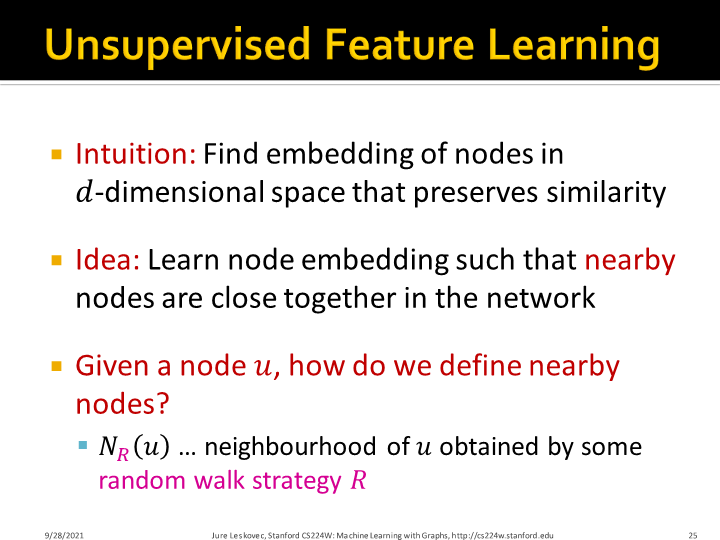 Unsupervised Feature Learning
▪ Intuition: Find embedding of nodes in
𝑑-dimensional space that preserves similarity
▪ Idea: Learn node embedding such that nearby
nodes are close together in the network
▪ Given a node 𝑢, how do we define nearby
nodes?
▪ 𝑁_𝑅(𝑢) … neighbourhood of 𝑢 obtained by some
random walk strategy 𝑅
9/28/2021 Jure Leskovec, Stanford CS224W: Machine Learning with Graphs, http://cs224w.stanford.edu 25